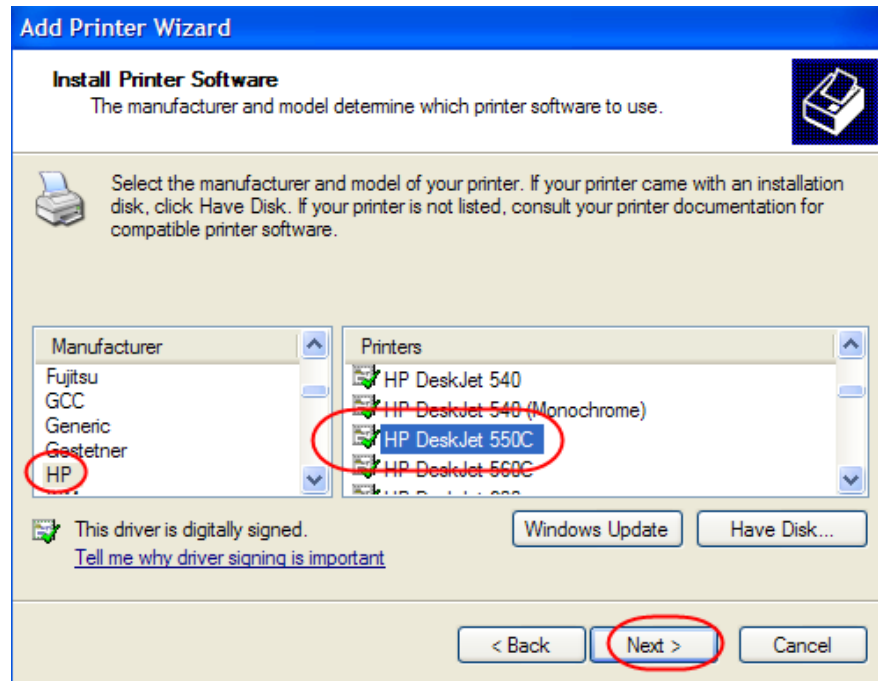 Add Printer Wizard
Install Printer Software
The manufacturer and model determine which printer software to use.
Select the manufacturer and model of your printer. If your printer came with an installation
disk, click Have Disk. If your printer is not listed, consult your printer documentation for
compatible printer software.
Manufacturer
Fujitsu
GCC
Generic
Gestetner
HP
Printers
HP DeskJet 540
HP DeskJet 540 (Monochrome)
HP DeskJet 550C
HP DeskJet 560C
This driver is digitally signed.
Tell me why driver signing is important
Windows Update
Have Disk...
< Back
Next >
Cancel